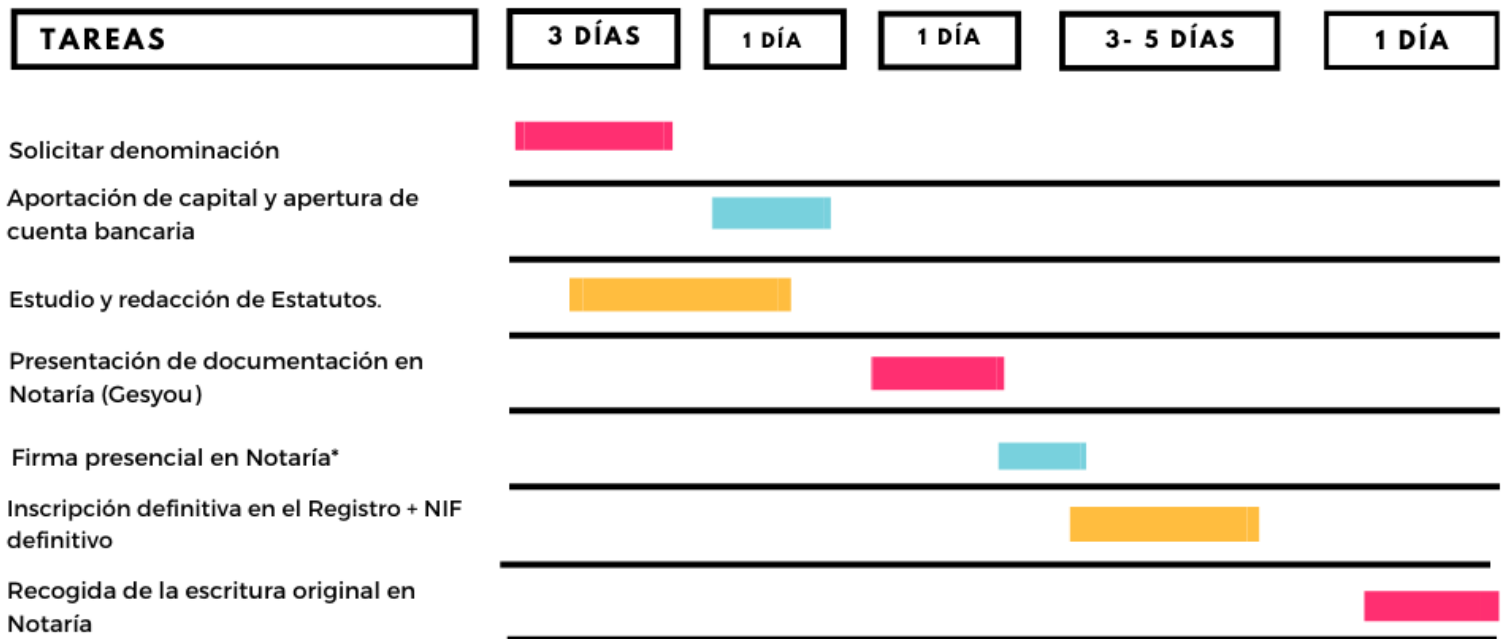 TAREAS
3 DÍAS
1 DÍA
1 DÍA
3- 5 DÍAS
1 DÍA
Solicitar denominación
Aportación de capital y apertura de
cuenta bancaria
Estudio y redacción de Estatutos.
Presentación de documentación en
Notaría (Gesyou)
Firma presencial en Notaría*
Inscripción definitiva en el Registro + NIF
definitivo
Recogida de la escritura original en
Notaría